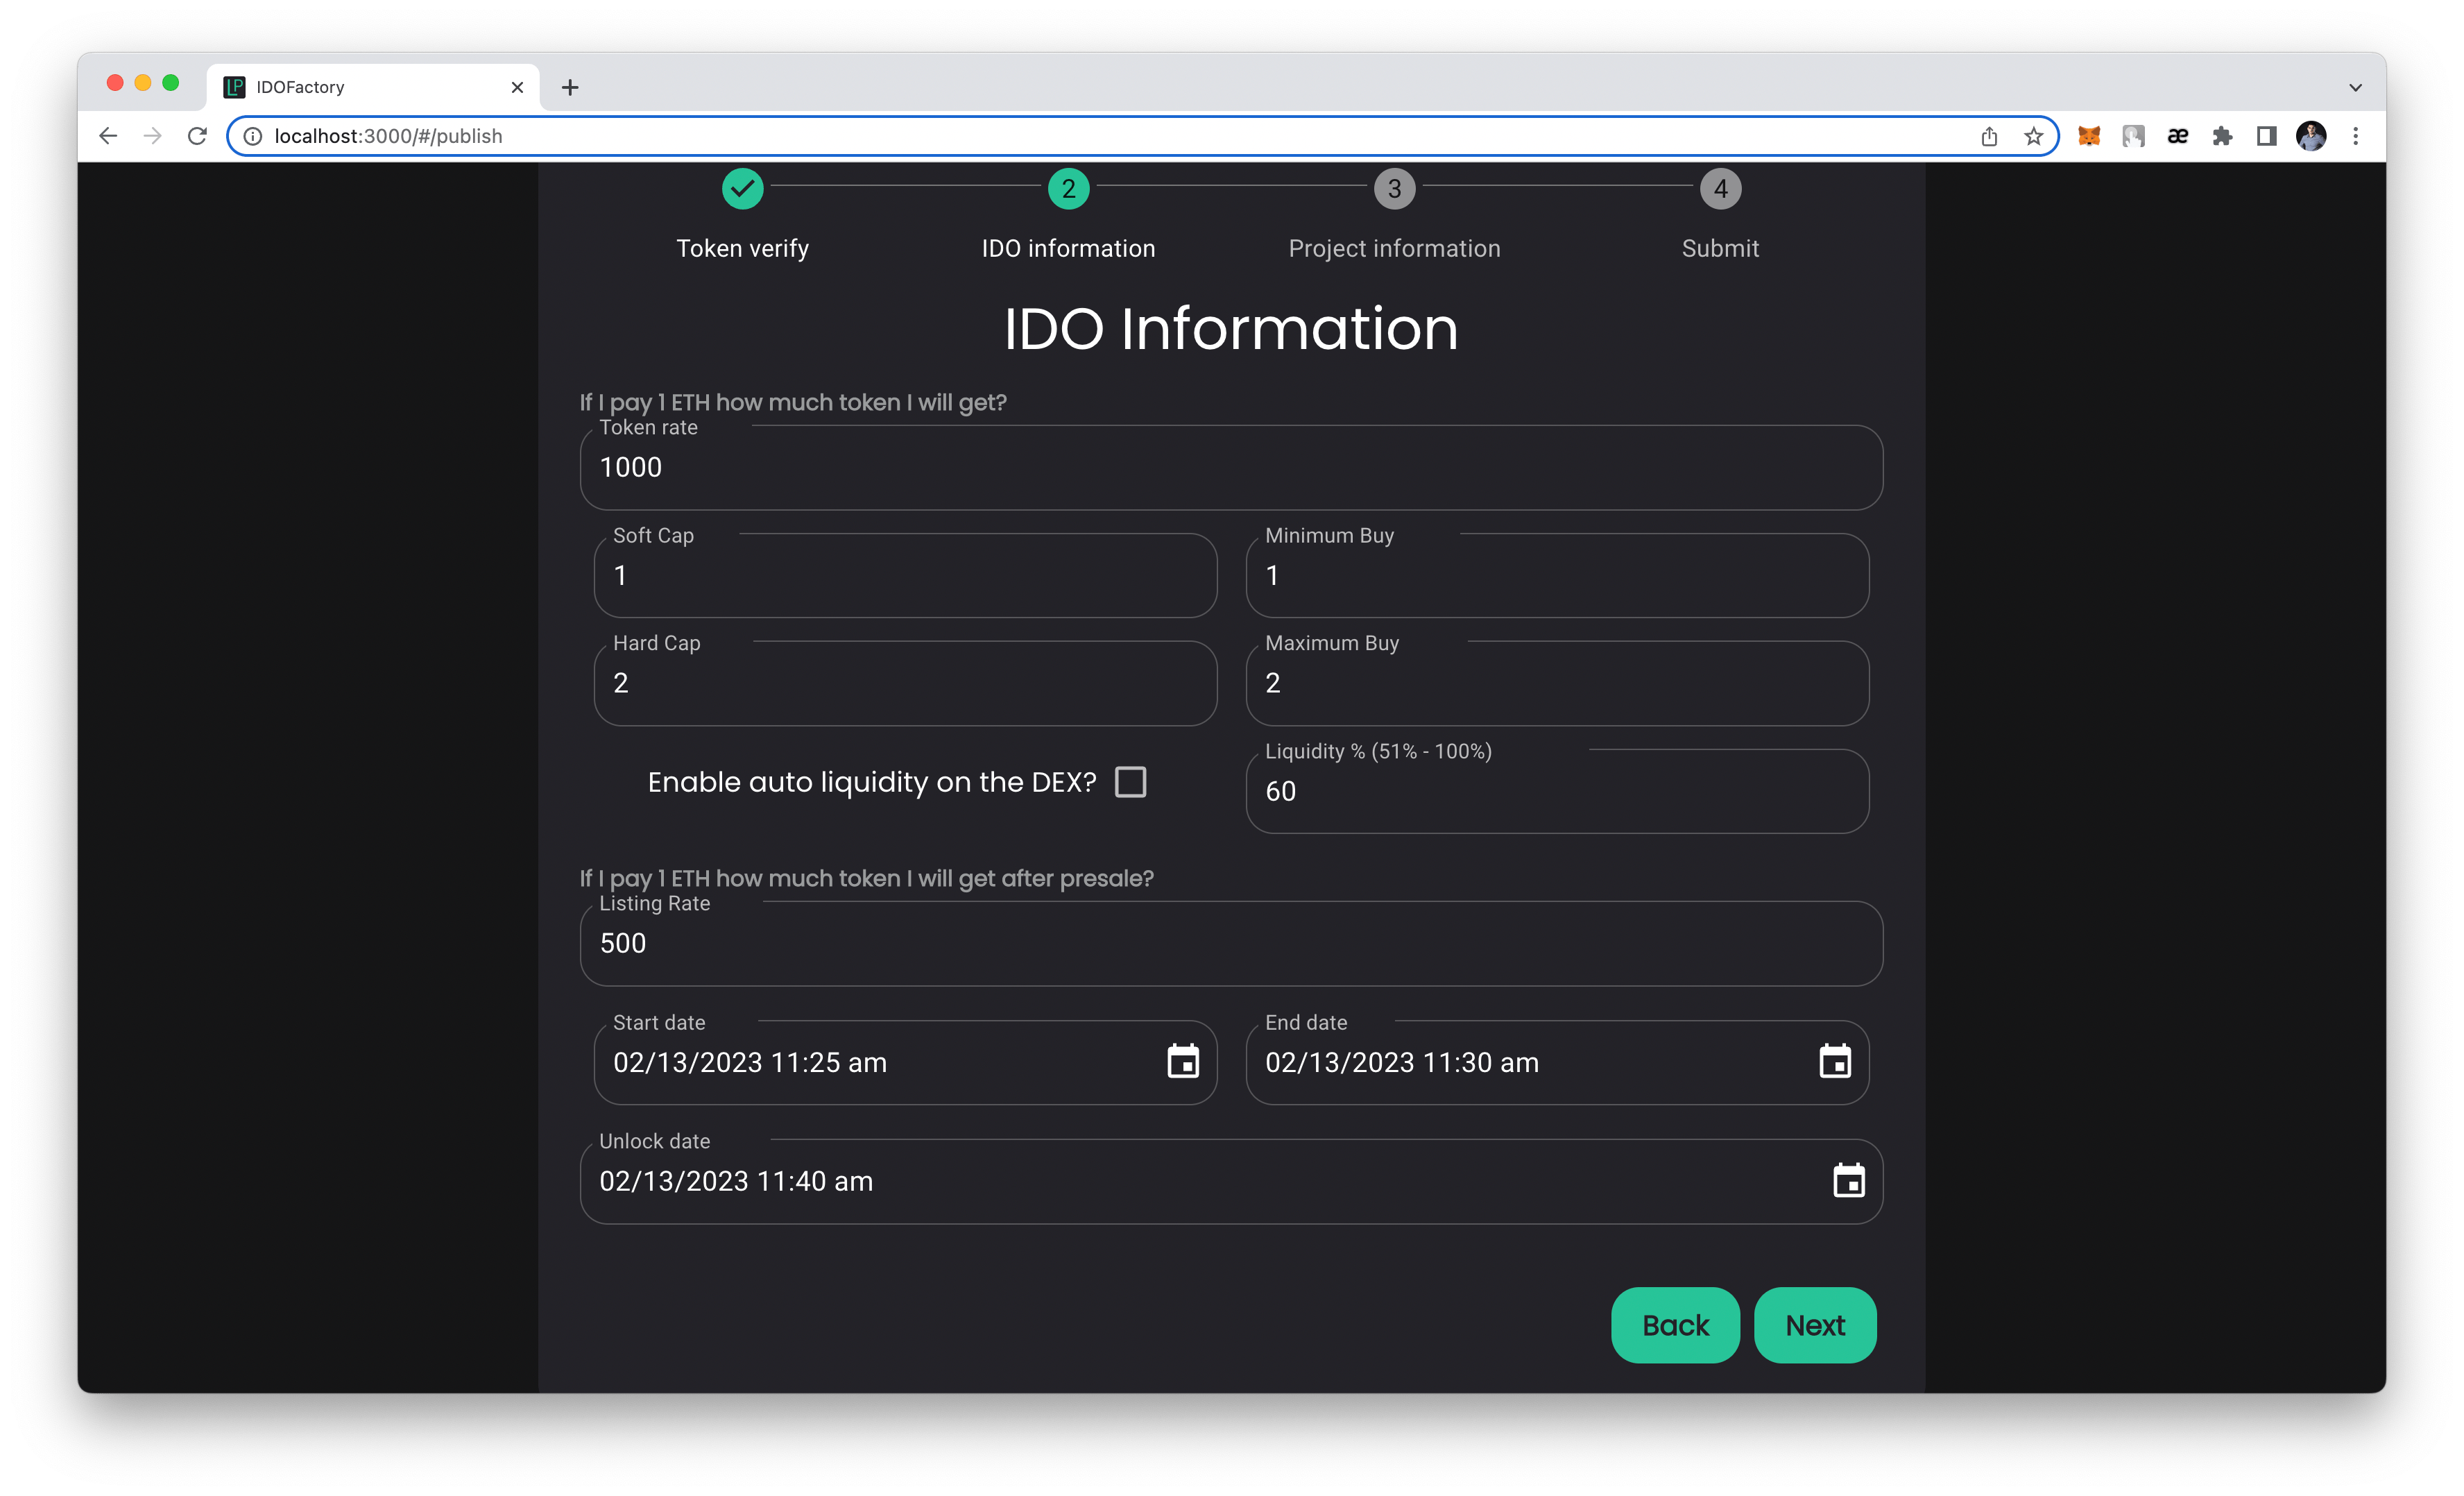 LP IDOFactory
localhost:3000/#/publish
æ
2 3 4
Token verify IDO information Project information Submit
IDO Information
If I pay 1 ETH how much token I will get?
Token rate
1000
Soft Cap Minimum Buy
1 1
Hard Cap Maximum Buy
2 2
Liquidity % (51% - 100%)
Enable auto liquidity on the DEX? 60
If I pay 1 ETH how much token I will get after presale?
Listing Rate
500
Start date End date
02/13/2023 11:25 am 02/13/2023 11:30 am
Unlock date
02/13/2023 11:40 am
Back Next